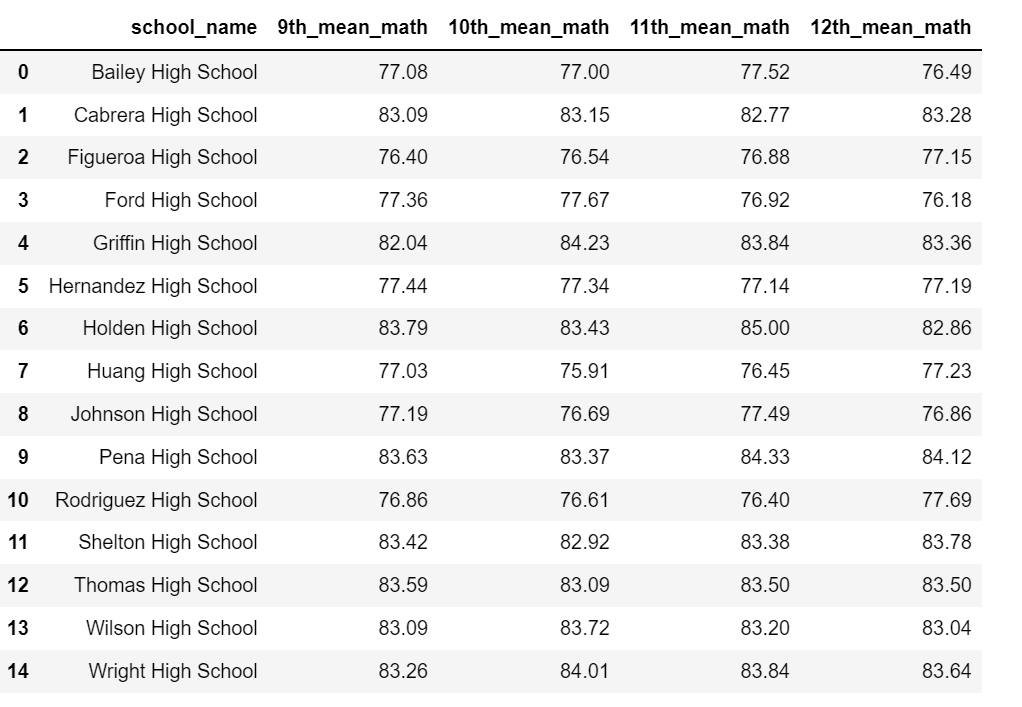 school_name 9th_mean_math 10th_mean_math 11th_mean_math 12th_mean_math
0 Bailey High School 77.08 77.00 77.52 76.49
1 Cabrera High School 83.09 83.15 82.77 83.28
2 Figueroa High School 76.40 76.54 76.88 77.15
3 Ford High School 77.36 77.67 76.92 76.18
4 Griffin High School 82.04 84.23 83.84 83.36
5 Hernandez High School 77.44 77.34 77.14 77.19
6 Holden High School 83.79 83.43 85.00 82.86
7 Huang High School 77.03 75.91 76.45 77.23
8 Johnson High School 77.19 76.69 77.49 76.86
9 Pena High School 83.63 83.37 84.33 84.12
10 Rodriguez High School 76.86 76.61 76.40 77.69
11 Shelton High School 83.42 82.92 83.38 83.78
12 Thomas High School 83.59 83.09 83.50 83.50
13 Wilson High School 83.09 83.72 83.20 83.04
14 Wright High School 83.26 84.01 83.84 83.64